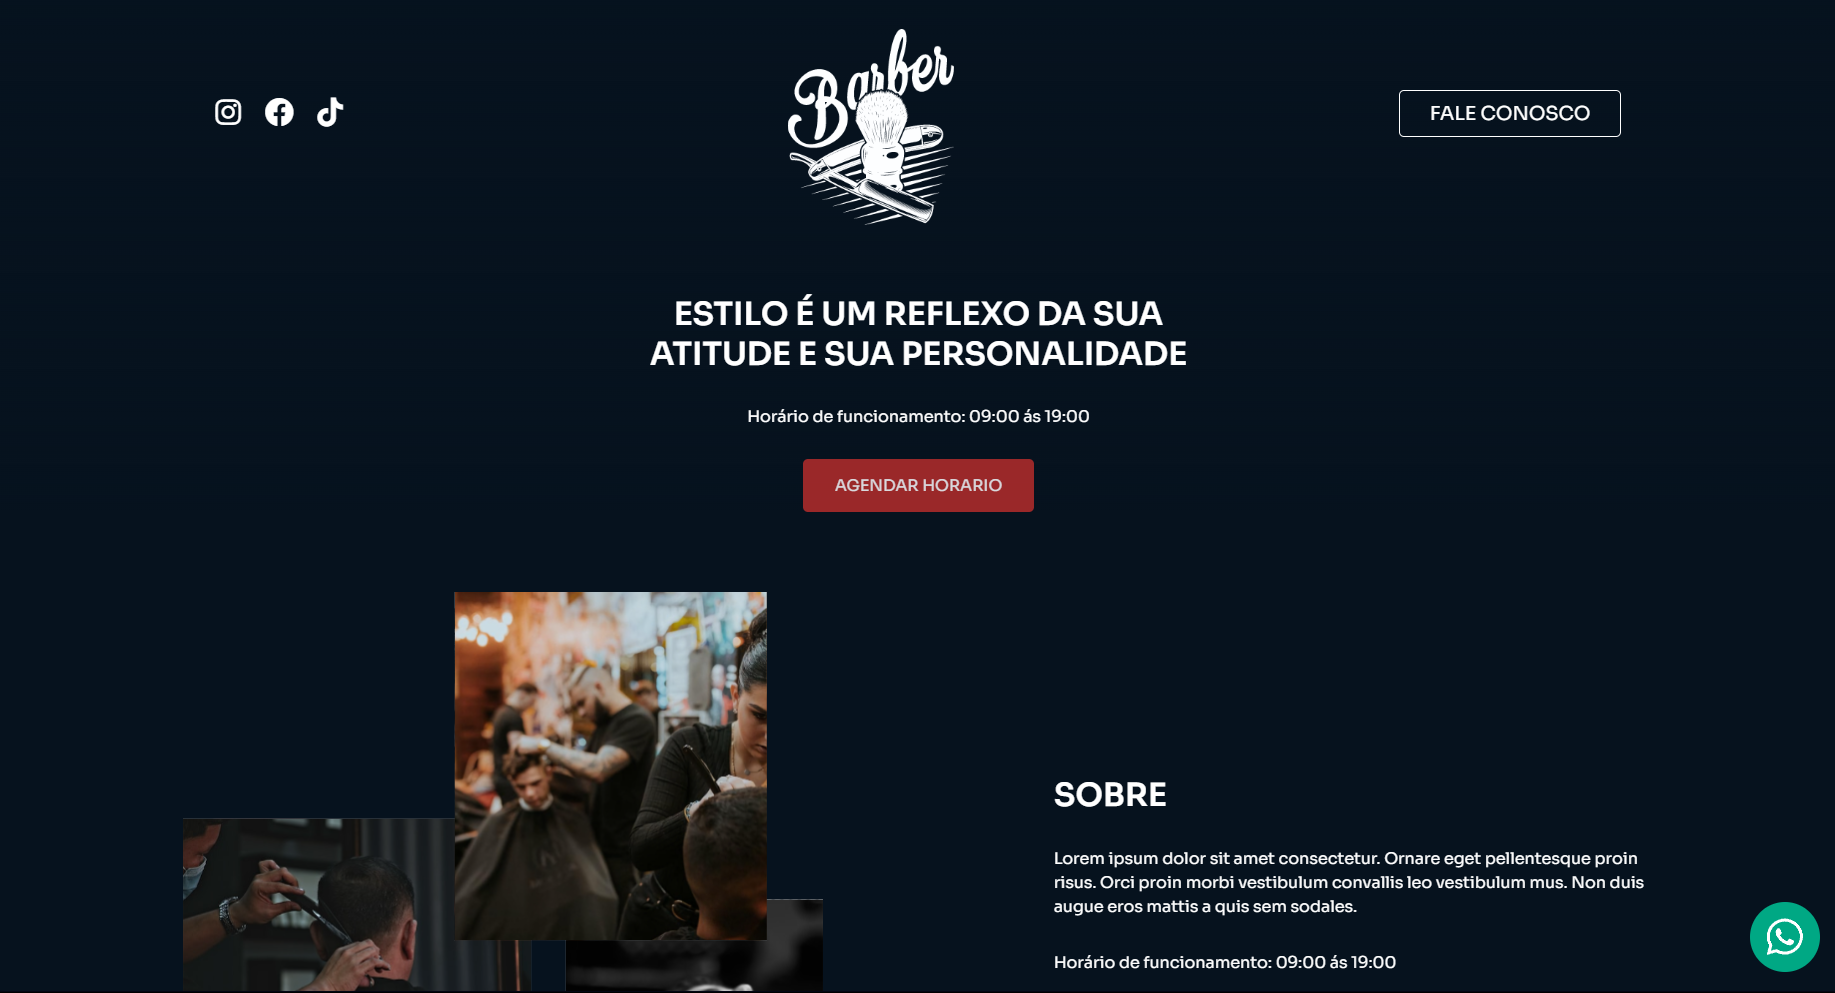 Barber
FALE CONOSCO
ESTILO É UM REFLEXO DA SUA
ATITUDE E SUA PERSONALIDADE
Horário de funcionamento: 09:00 ás 19:00
AGENDAR HORARIO
SOBRE
Lorem ipsum dolor sit amet consectetur. Ornare eget pellentesque proin
risus. Orci proin morbi vestibulum convallis leo vestibulum mus. Non duis
augue eros mattis a quis sem sodales.
Horário de funcionamento: 09:00 ás 19:00